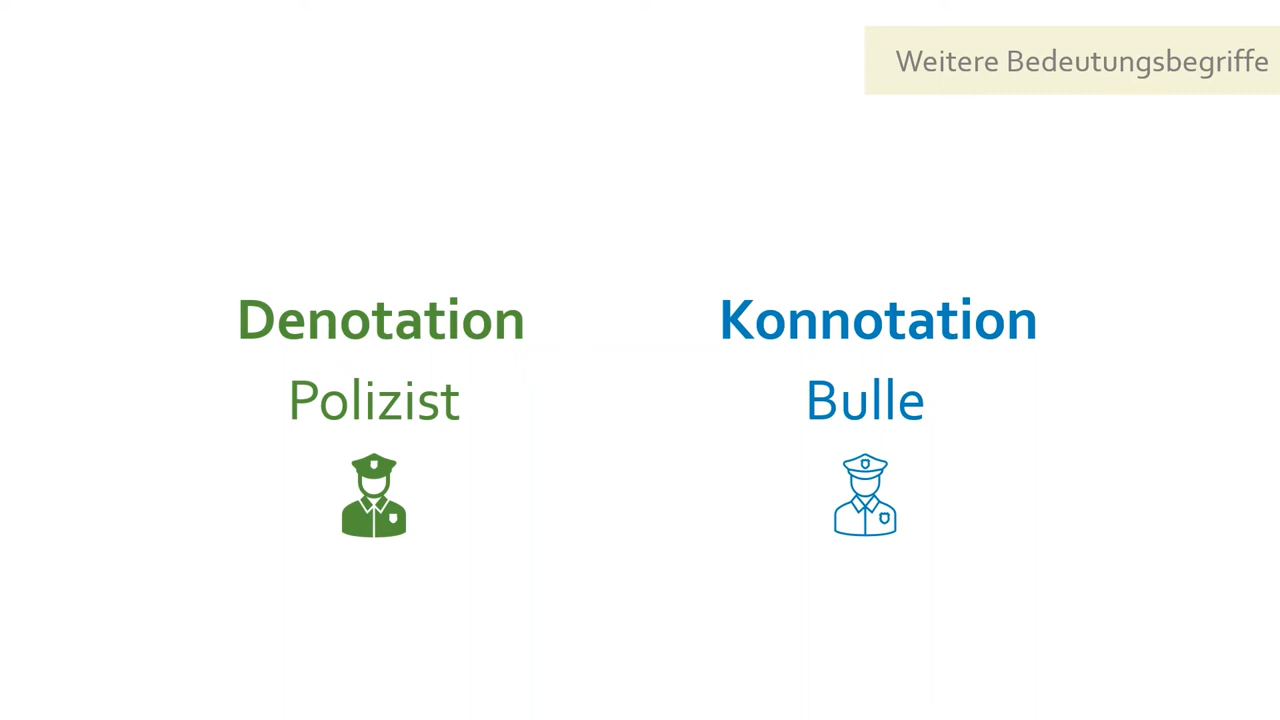 Weitere Bedeutungsbegriffe
Denotation
Konnotation
Polizist
Bulle